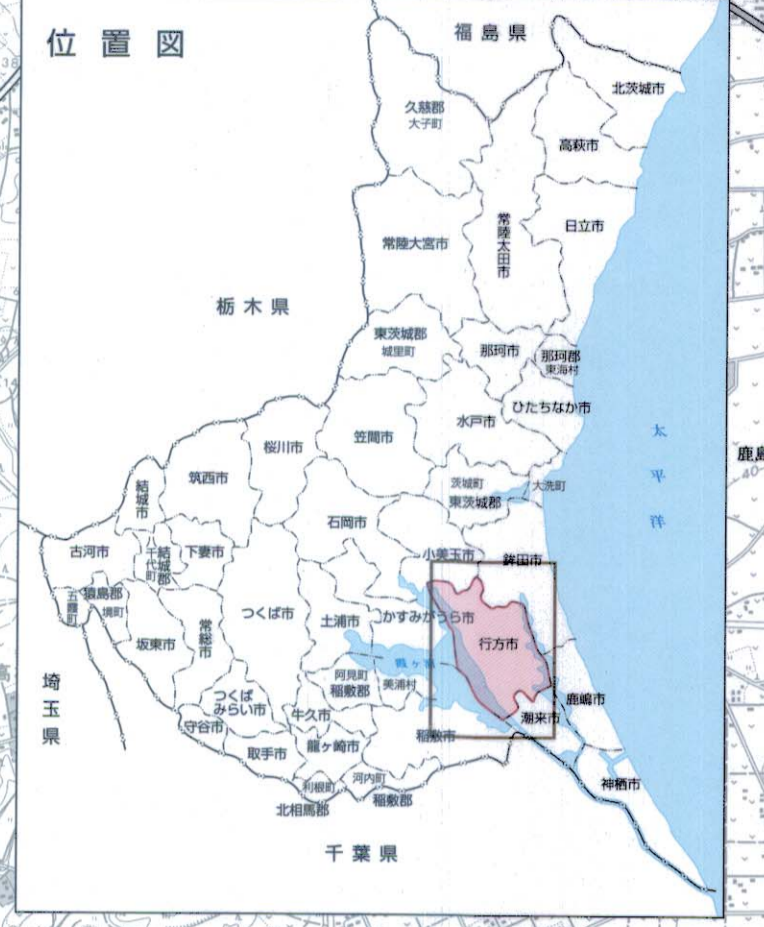 位置図
福島県
北茨城市
久慈郡
大子町
高萩市
常陸太田市
日立市
常陸大宮市
栃木県
東茨城郡
城里町
那珂市
那珂郡
東海村
ひたちなか市
水戸市
笠間市
桜川市
太平洋
鹿島
筑西市
結城市
茨城町
東茨城郡
大洗町
石岡市
小美玉市
鉾田市
古河市
結城郡
八千代町
下妻市
五霞町
猿島郡
境町
坂東市
常総市
つくば市
土浦市
かすみがうら市
行方市
霞ヶ浦
阿見町
稲敷郡
美浦村
埼玉県
つくば
みらい市
守谷市
牛久市
龍ヶ崎市
取手市
稲敷市
潮来市
鹿嶋市
神栖市
利根町
北相馬郡
河内町
稲敷郡
千葉県